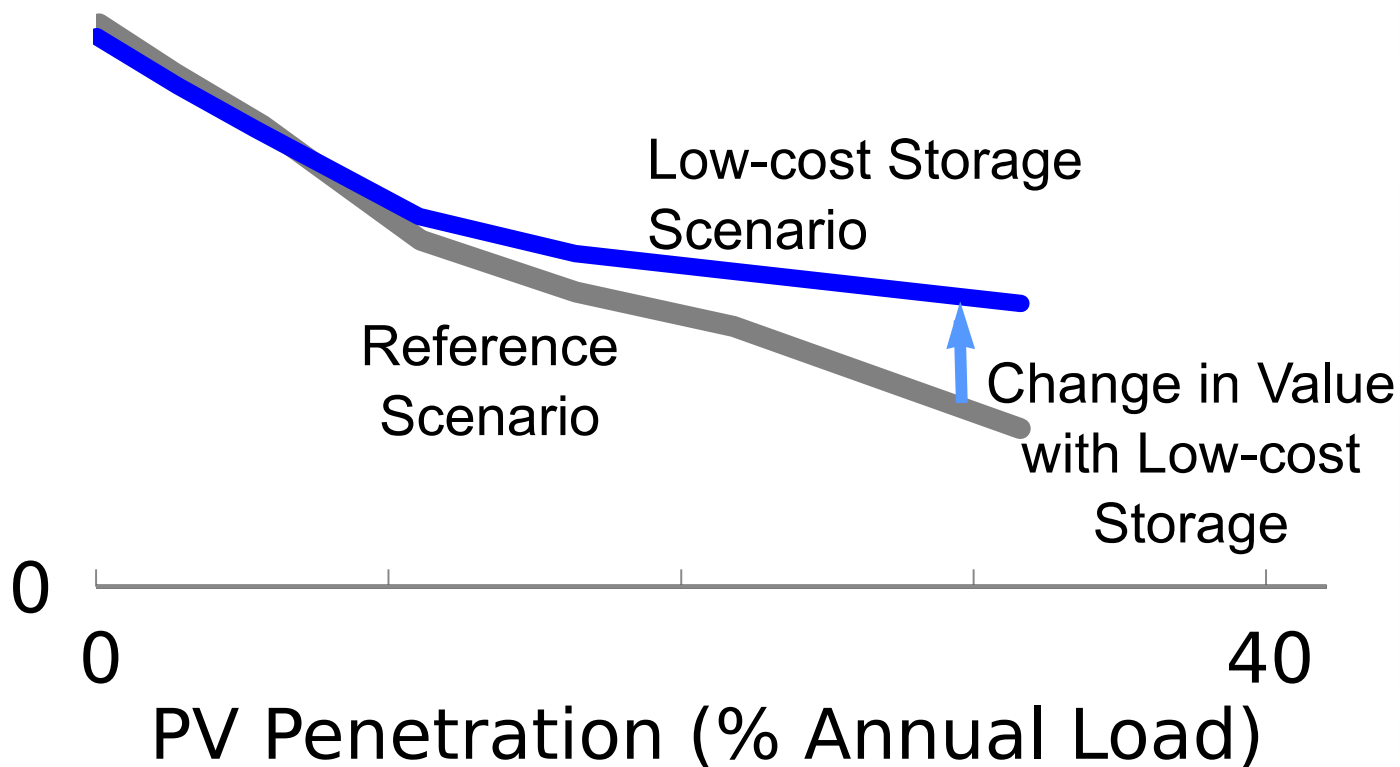 Low-cost Storage
Scenario
Reference
Scenario
Change in Value
with Low-cost
Storage
0
0
40
PV Penetration (% Annual Load)